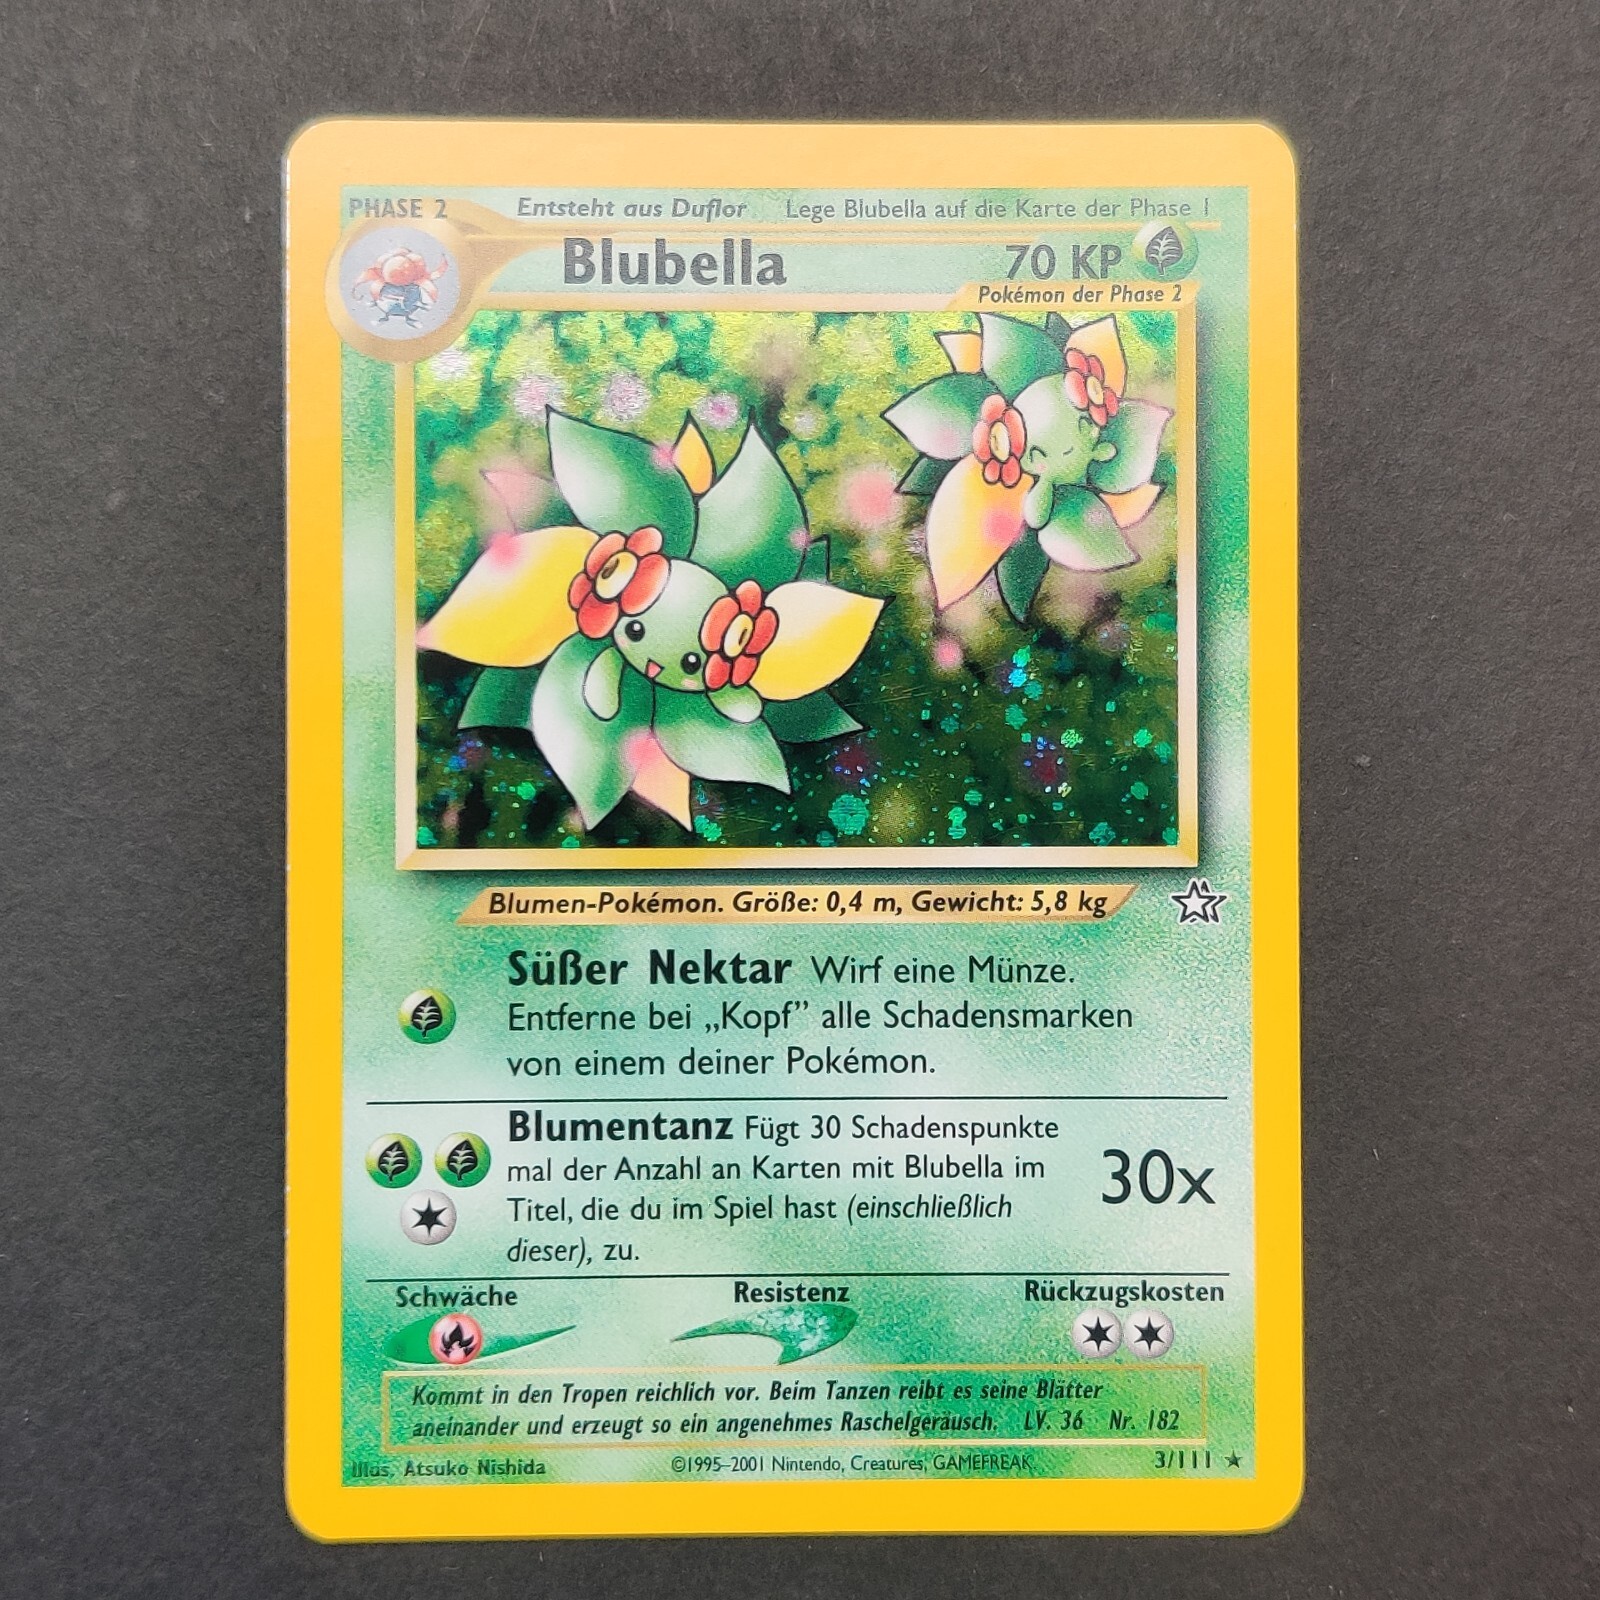 PHASE 2 Entsteht aus Duflor Lege Blubella auf die Karte der Phase 1
Blubella 70 KP
Pokémon der Phase 2
Blumen-Pokémon. Größe: 0,4 m, Gewicht: 5,8 kg
Süßer Nektar Wirf eine Münze.
Entferne bei „Kopf” alle Schadensmarken
von einem deiner Pokémon.
Blumentanz Fügt 30 Schadenspunkte
mal der Anzahl an Karten mit Blubella im
Titel, die du im Spiel hast (einschließlich
dieser), zu.
30x
Schwäche Resistenz Rückzugskosten
Kommt in den Tropen reichlich vor. Beim Tanzen reibt es seine Blätter
aneinander und erzeugt so ein angenehmes Raschelgeräusch. LV. 36 Nr. 182
Illus. Atsuko Nishida ©1995–2001 Nintendo, Creatures, GAMEFREAK. 3/111 ★